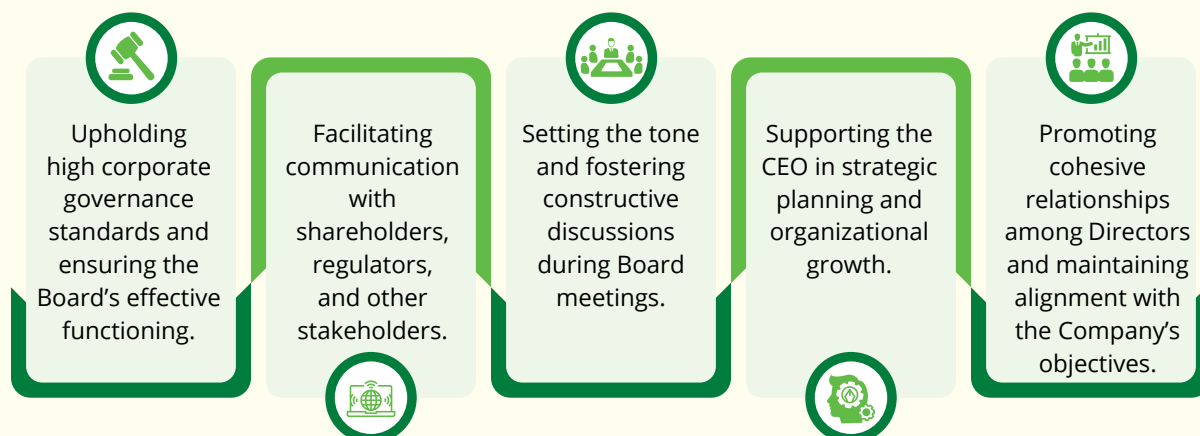 Upholding
high corporate
governance
standards and
ensuring the
Board’s effective
functioning.
Facilitating
communication
with
shareholders,
regulators,
and other
stakeholders.
Setting the tone
and fostering
constructive
discussions
during Board
meetings.
Supporting the
CEO in strategic
planning and
organizational
growth.
Promoting
cohesive
relationships
among Directors
and maintaining
alignment with
the Company’s
objectives.